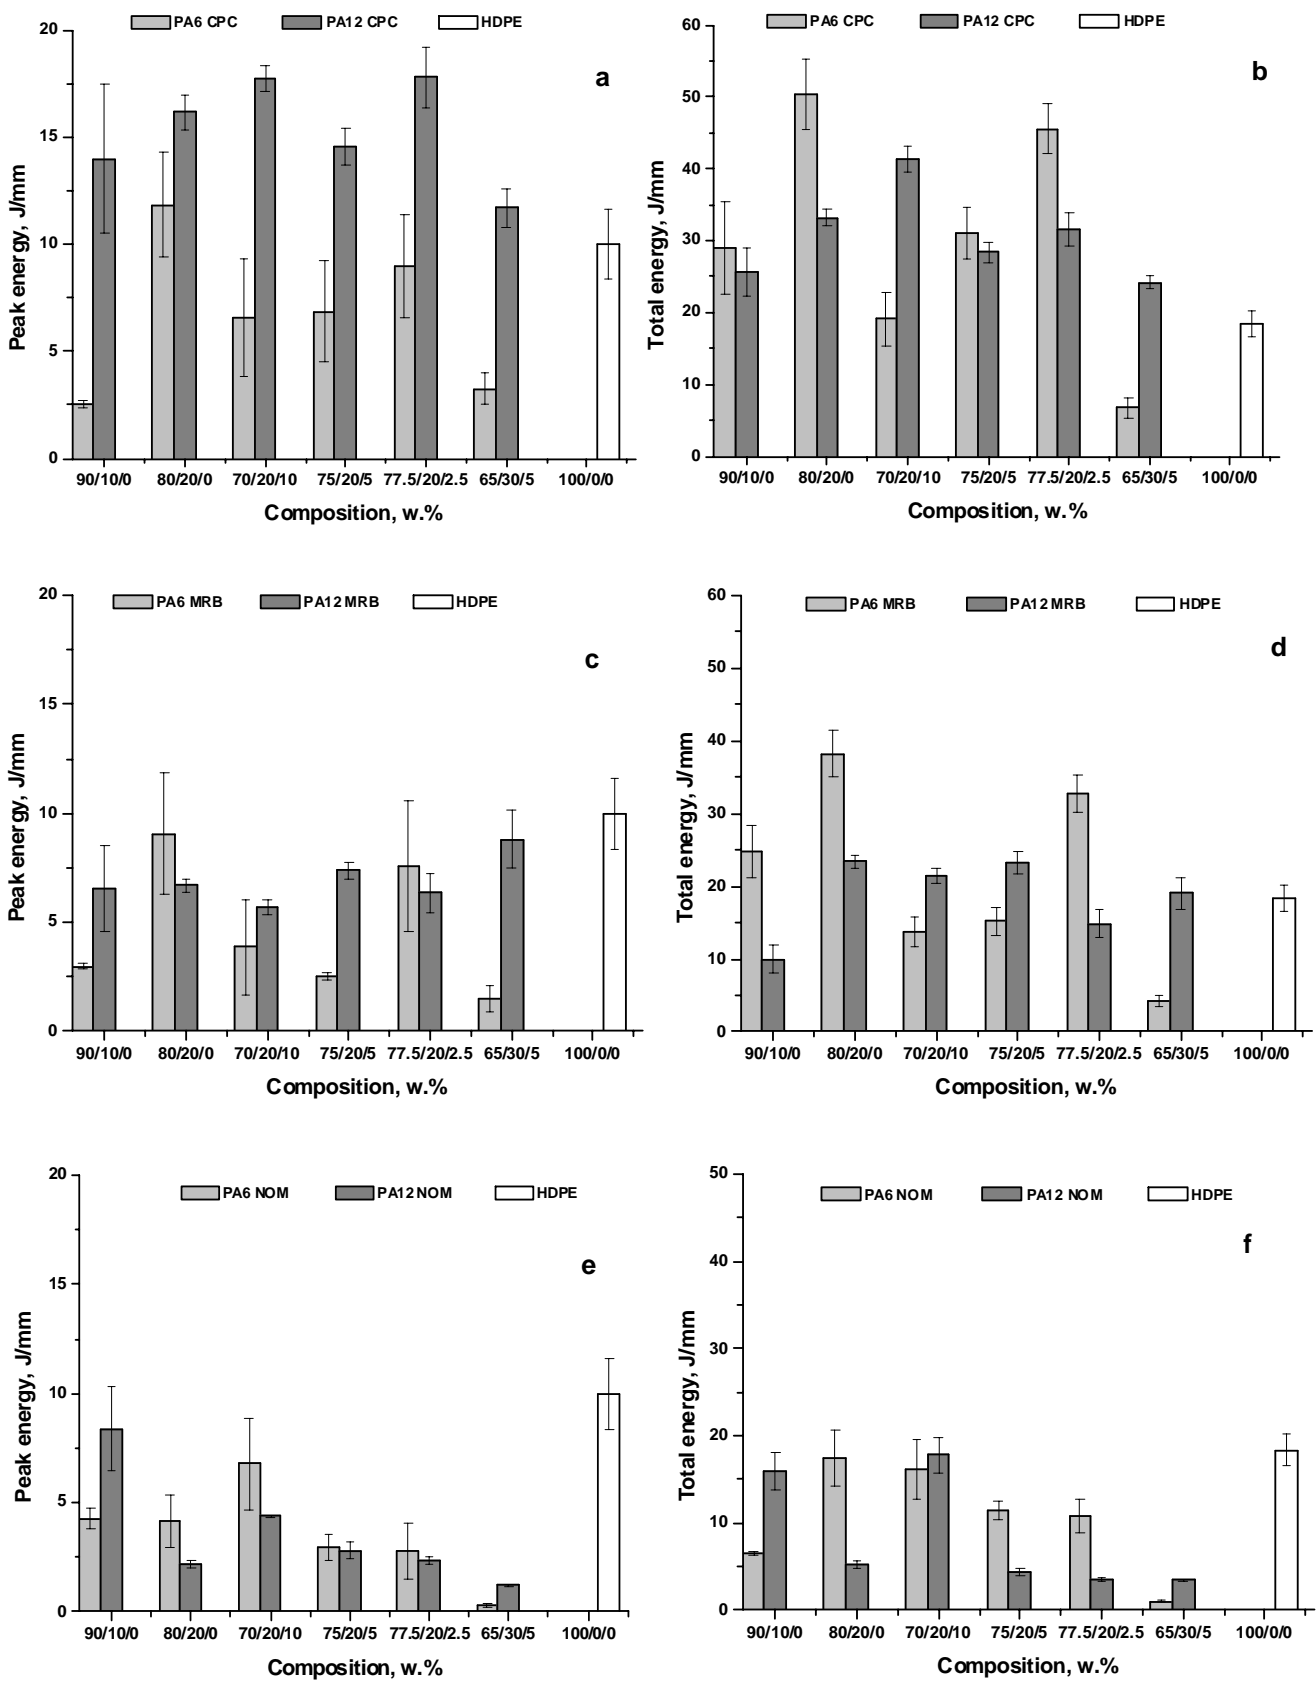 PA6 CPC PA12 CPC HDPE
a
Peak energy, J/mm
20
15
10
5
0
90/10/0 80/20/0 70/20/10 75/20/5 77.5/20/2.5 65/30/5 100/0/0
Composition, w.%
PA6 CPC PA12 CPC HDPE
b
Total energy, J/mm
60
50
40
30
20
10
0
90/10/0 80/20/0 70/20/10 75/20/5 77.5/20/2.5 65/30/5 100/0/0
Composition, w.%
PA6 MRB PA12 MRB HDPE
c
Peak energy, J/mm
20
15
10
5
0
90/10/0 80/20/0 70/20/10 75/20/5 77.5/20/2.5 65/30/5 100/0/0
Composition, w.%
PA6 MRB PA12 MRB HDPE
d
Total energy, J/mm
60
50
40
30
20
10
0
90/10/0 80/20/0 70/20/10 75/20/5 77.5/20/2.5 65/30/5 100/0/0
Composition, w.%
PA6 NOM PA12 NOM HDPE
e
Peak energy, J/mm
20
15
10
5
0
90/10/0 80/20/0 70/20/10 75/20/5 77.5/20/2.5 65/30/5 100/0/0
Composition, w.%
PA6 NOM PA12 NOM HDPE
f
Total energy, J/mm
50
40
30
20
10
0
90/10/0 80/20/0 70/20/10 75/20/5 77.5/20/2.5 65/30/5 100/0/0
Composition, w.%